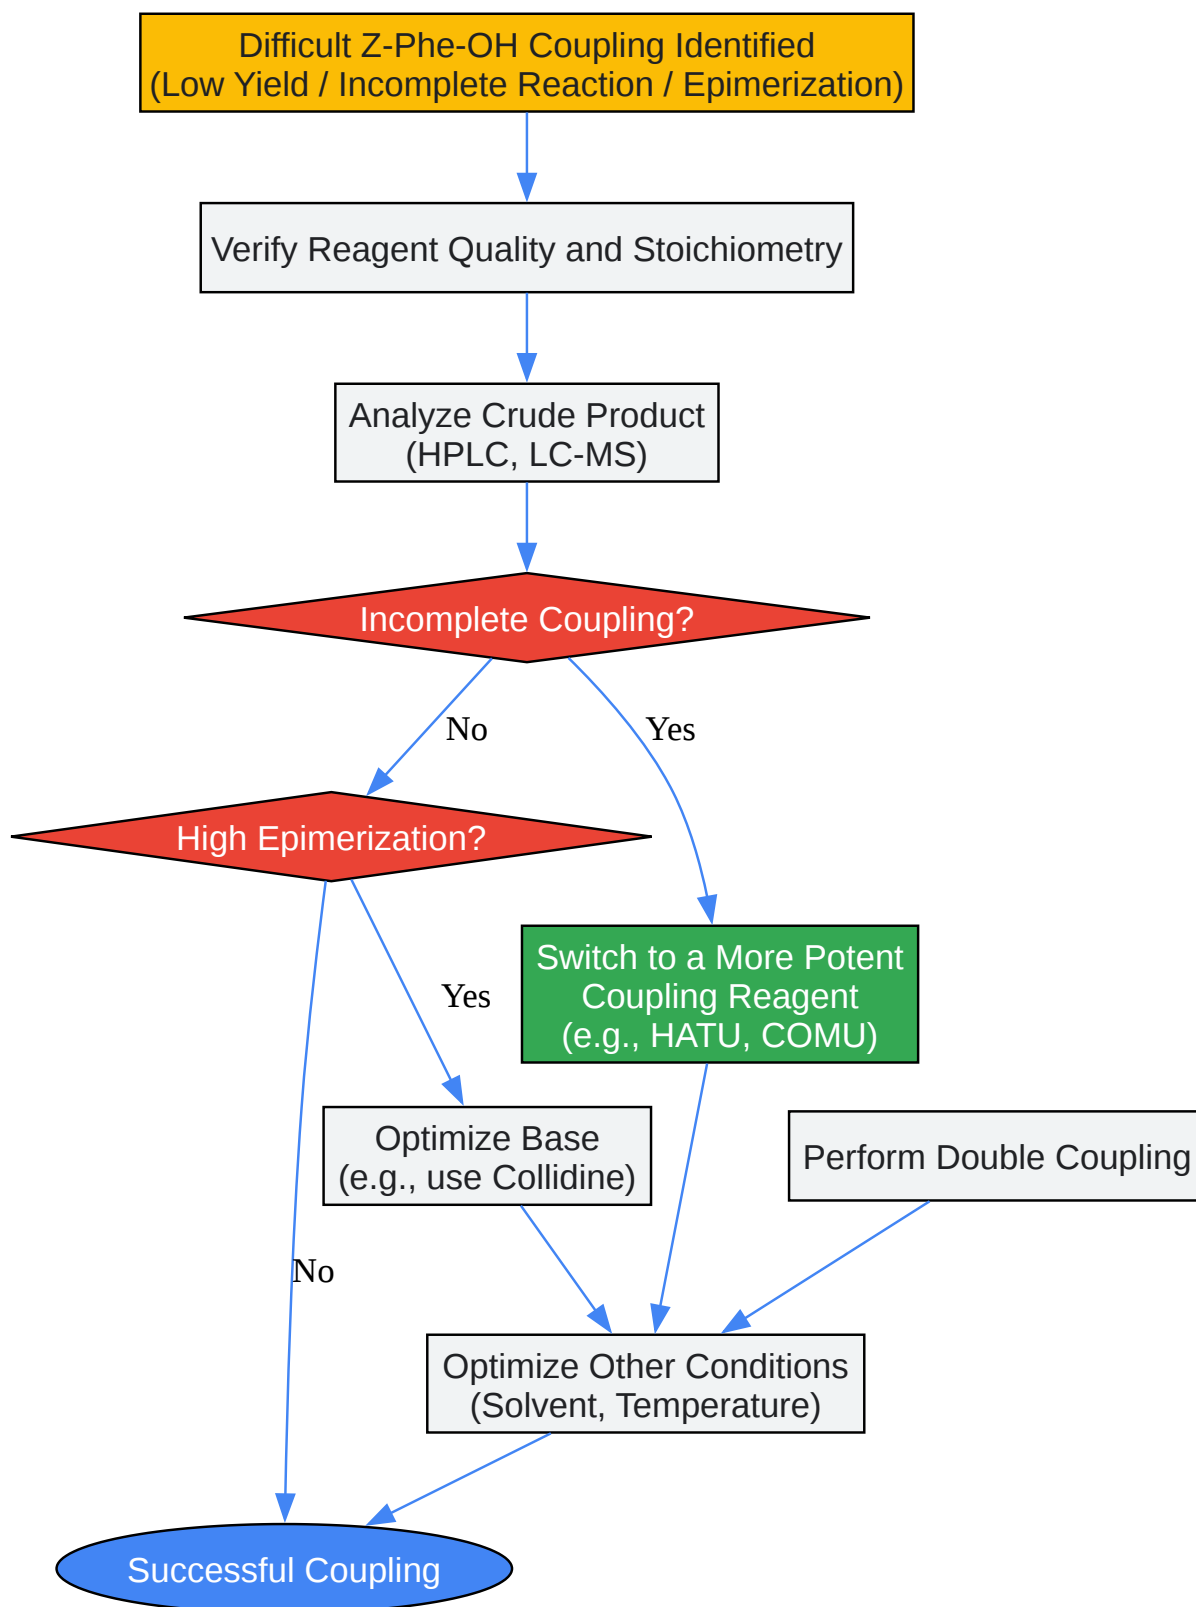 Difficult Z-Phe-OH Coupling Identified
(Low Yield / Incomplete Reaction / Epimerization)
Verify Reagent Quality and Stoichiometry
Analyze Crude Product
(HPLC, LC-MS)
Incomplete Coupling?
No
Yes
High Epimerization?
Switch to a More Potent
Coupling Reagent
(e.g., HATU, COMU)
Yes
Optimize Base
(e.g., use Collidine)
Perform Double Coupling
No
Optimize Other Conditions
(Solvent, Temperature)
Successful Coupling